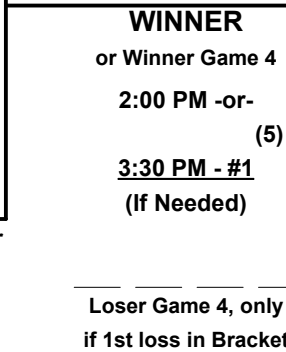 WINNER
or Winner Game 4
2:00 PM -or-
(5)
3:30 PM - #1
(If Needed)
Loser Game 4, only
if 1st loss in Bracket